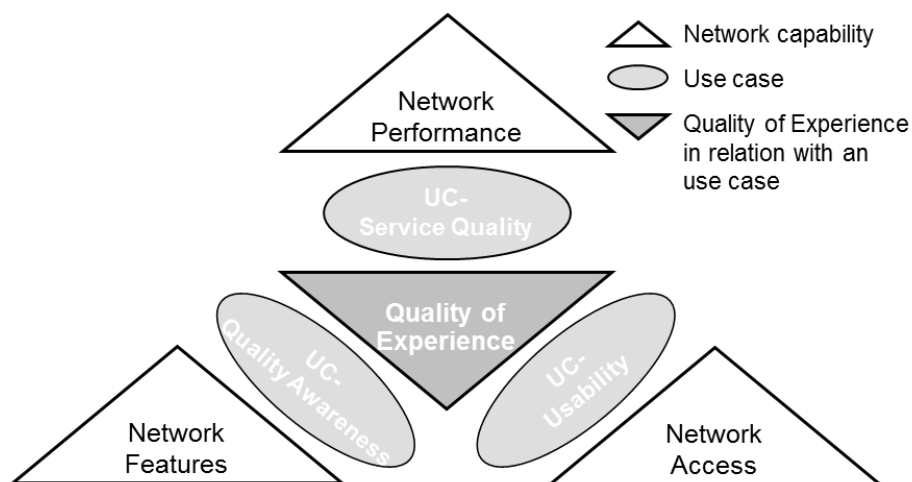 Network capability
Use case
Quality of Experience
in relation with an
use case
Network
Performance
UC-
Service Quality
Quality of
Experience
UC-
Quality Awareness
UC-
Usability
Network
Features
Network
Access